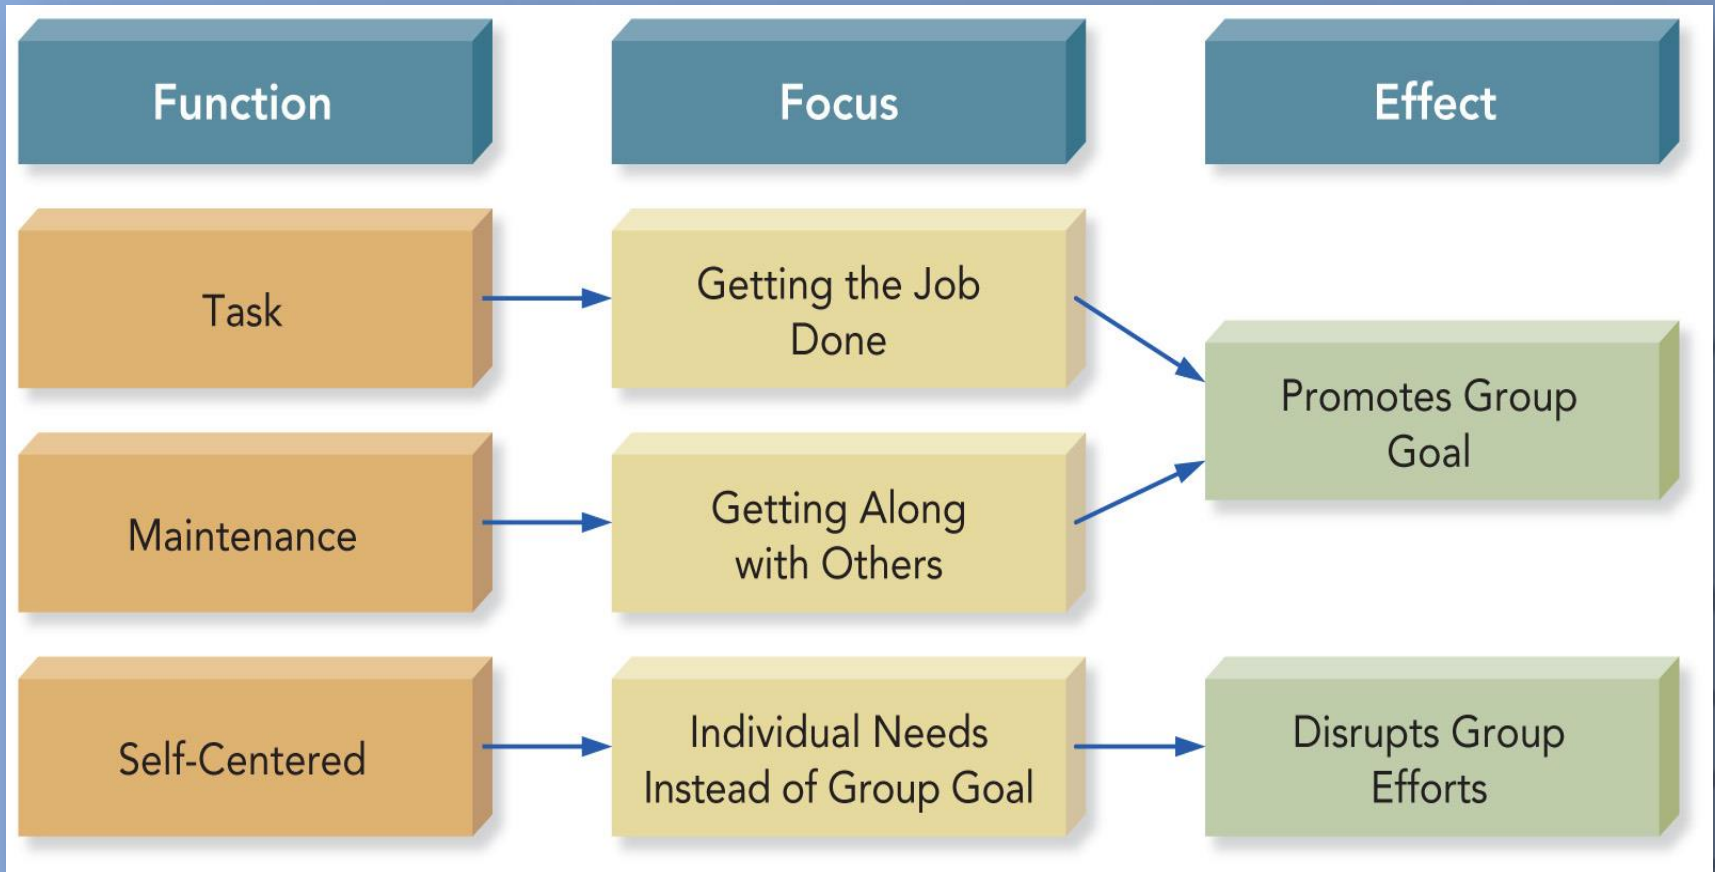 Function
Focus
Effect
Task
Getting the Job
Done
Promotes Group
Goal
Maintenance
Getting Along
with Others
Self-Centered
Individual Needs
Instead of Group Goal
Disrupts Group
Efforts